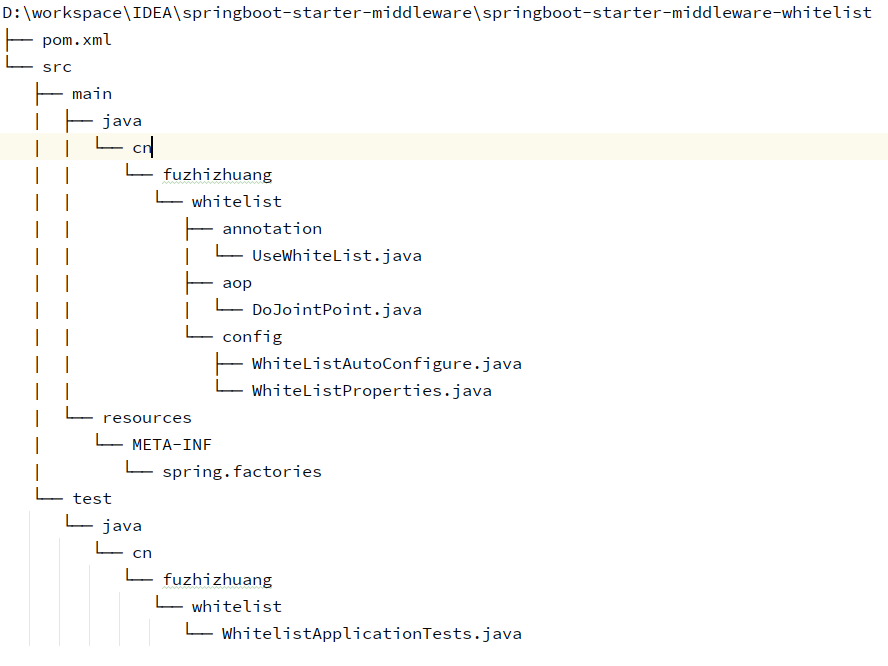 D:\workspace\IDEA\springboot-starter-middleware\springboot-starter-middleware-whitelist
├── pom.xml
└── src
   ├── main
   |  ├── java
   |  |  └── cn
   |  |     └── fuzhizhuang
   |  |        └── whitelist
   |  |           ├── annotation
   |  |           |  └── UseWhiteList.java
   |  |           ├── aop
   |  |           |  └── DoJointPoint.java
   |  |           └── config
   |  |              ├── WhiteListAutoConfigure.java
   |  |              └── WhiteListProperties.java
   |  └── resources
   |     └── META-INF
   |        └── spring.factories
   └── test
      └── java
         └── cn
            └── fuzhizhuang
               └── whitelist
                  └── WhitelistApplicationTests.java